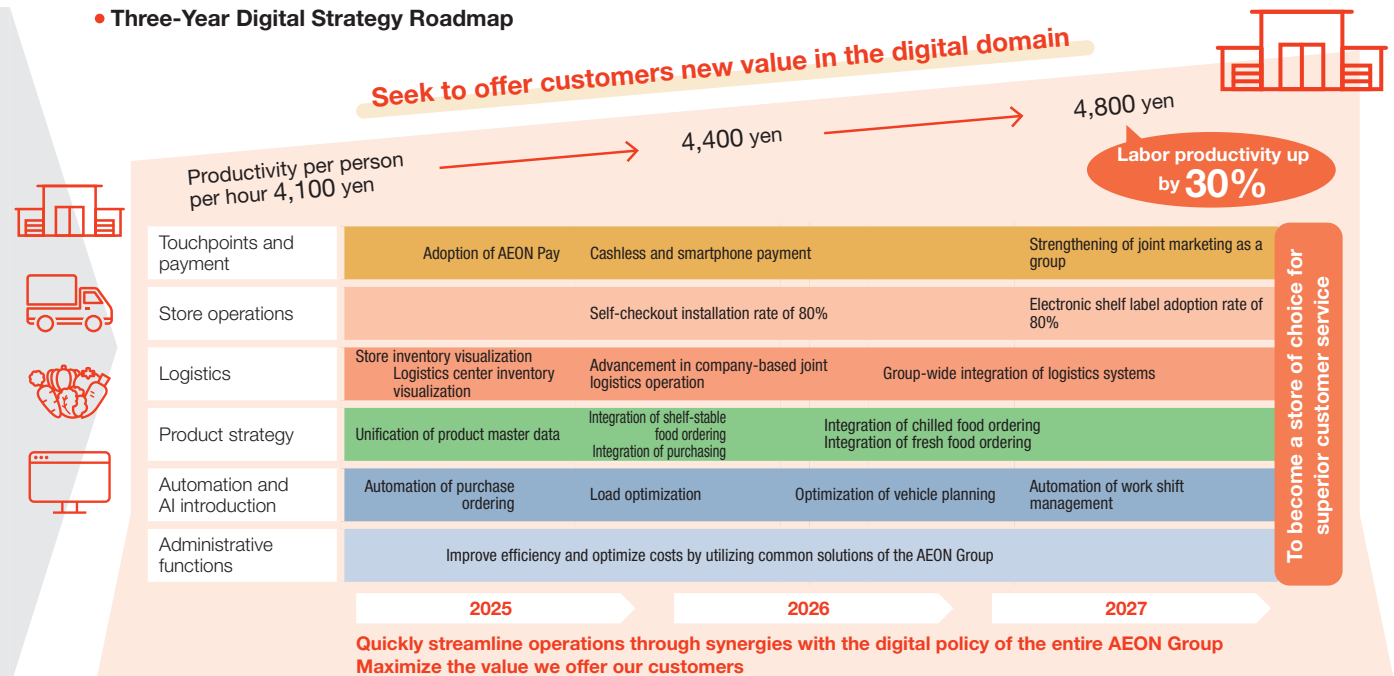 • Three-Year Digital Strategy Roadmap
Seek to offer customers new value in the digital domain
Productivity per person
per hour 4,100 yen
4,400 yen
4,800 yen
Labor productivity up
by 30%
Touchpoints and
payment
Adoption of AEON Pay
Cashless and smartphone payment
Strengthening of joint marketing as a
group
Store operations
Self-checkout installation rate of 80%
Electronic shelf label adoption rate of
80%
Logistics
Store inventory visualization
Logistics center inventory
visualization
Advancement in company-based joint
logistics operation
Group-wide integration of logistics systems
Product strategy
Unification of product master data
Integration of shelf-stable
food ordering
Integration of purchasing
Integration of chilled food ordering
Integration of fresh food ordering
Automation and
AI introduction
Automation of purchase
ordering
Load optimization
Optimization of vehicle planning
Automation of work shift
management
Administrative
functions
Improve efficiency and optimize costs by utilizing common solutions of the AEON Group
To become a store of choice for
superior customer service
2025
2026
2027
Quickly streamline operations through synergies with the digital policy of the entire AEON Group
Maximize the value we offer our customers